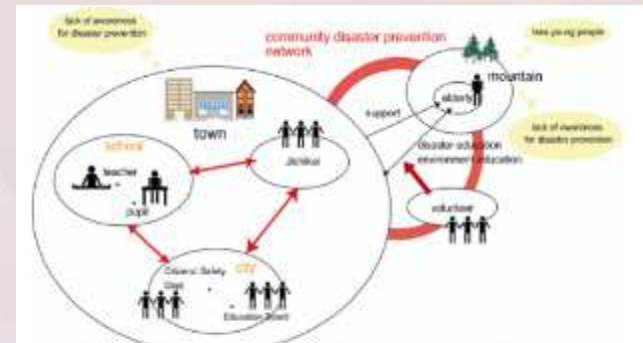 lack of awareness
for disaster prevention
community disaster prevention
network
less young people
mountain
elderly
town
support
lack of awareness
for disaster prevention
school
teacher
pupil
Jichikai
disaster education
environment education
volunteer
Citizens' Safety
city
Education Board